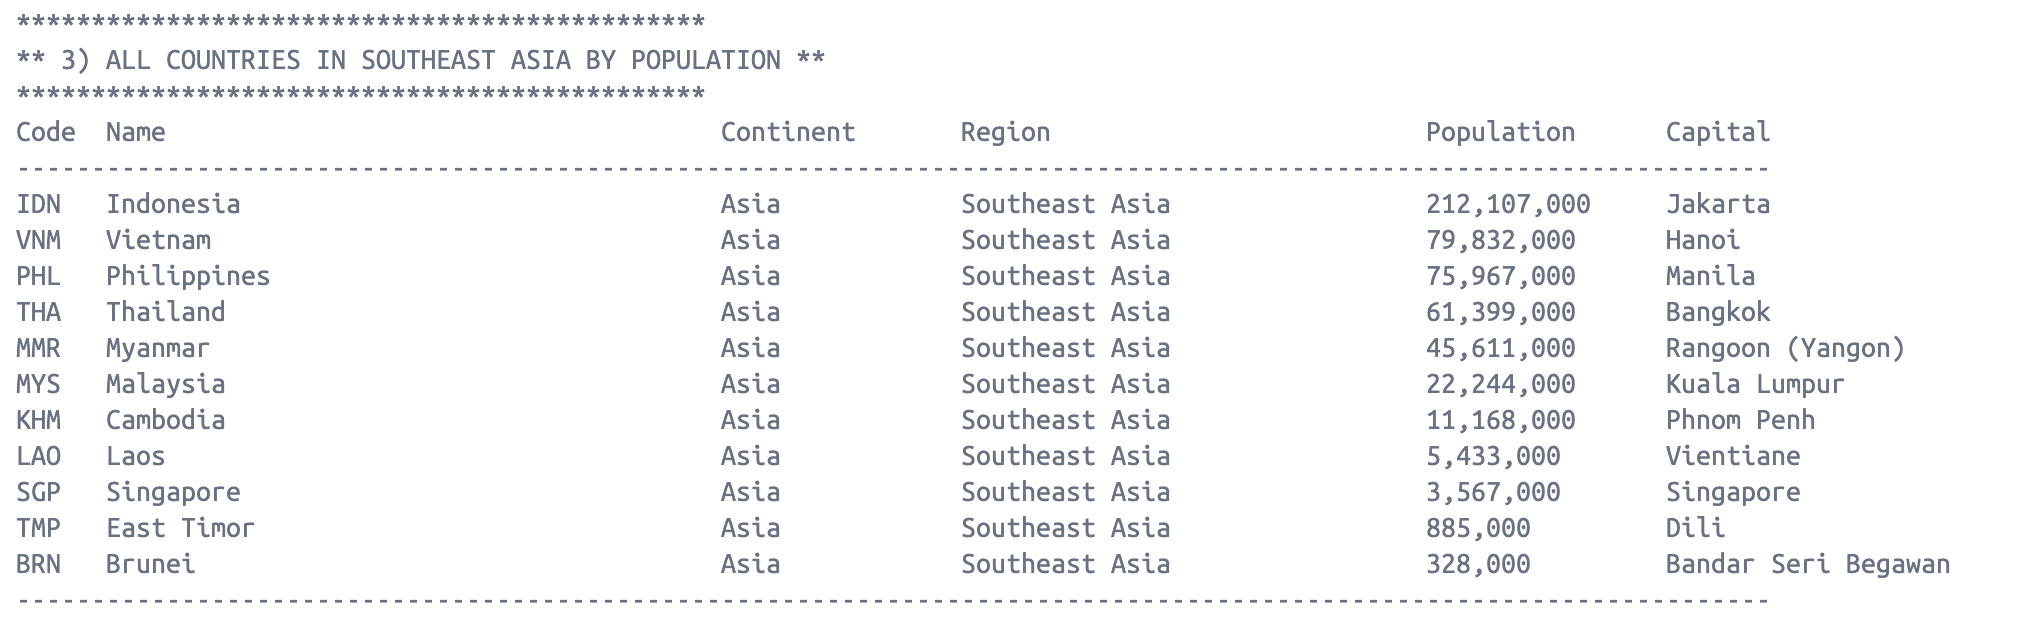 **********************************************
** 3) ALL COUNTRIES IN SOUTHEAST ASIA BY POPULATION **
**********************************************
Code  Name                                     Continent       Region                         Population      Capital
---------------------------------------------------------------------------------------------------------------------
IDN   Indonesia                                Asia            Southeast Asia                 212,107,000     Jakarta
VNM   Vietnam                                  Asia            Southeast Asia                 79,832,000      Hanoi
PHL   Philippines                              Asia            Southeast Asia                 75,967,000      Manila
THA   Thailand                                 Asia            Southeast Asia                 61,399,000      Bangkok
MMR   Myanmar                                  Asia            Southeast Asia                 45,611,000      Rangoon (Yangon)
MYS   Malaysia                                 Asia            Southeast Asia                 22,244,000      Kuala Lumpur
KHM   Cambodia                                 Asia            Southeast Asia                 11,168,000      Phnom Penh
LAO   Laos                                     Asia            Southeast Asia                 5,433,000       Vientiane
SGP   Singapore                                Asia            Southeast Asia                 3,567,000       Singapore
TMP   East Timor                               Asia            Southeast Asia                 885,000         Dili
BRN   Brunei                                   Asia            Southeast Asia                 328,000         Bandar Seri Begawan
---------------------------------------------------------------------------------------------------------------------